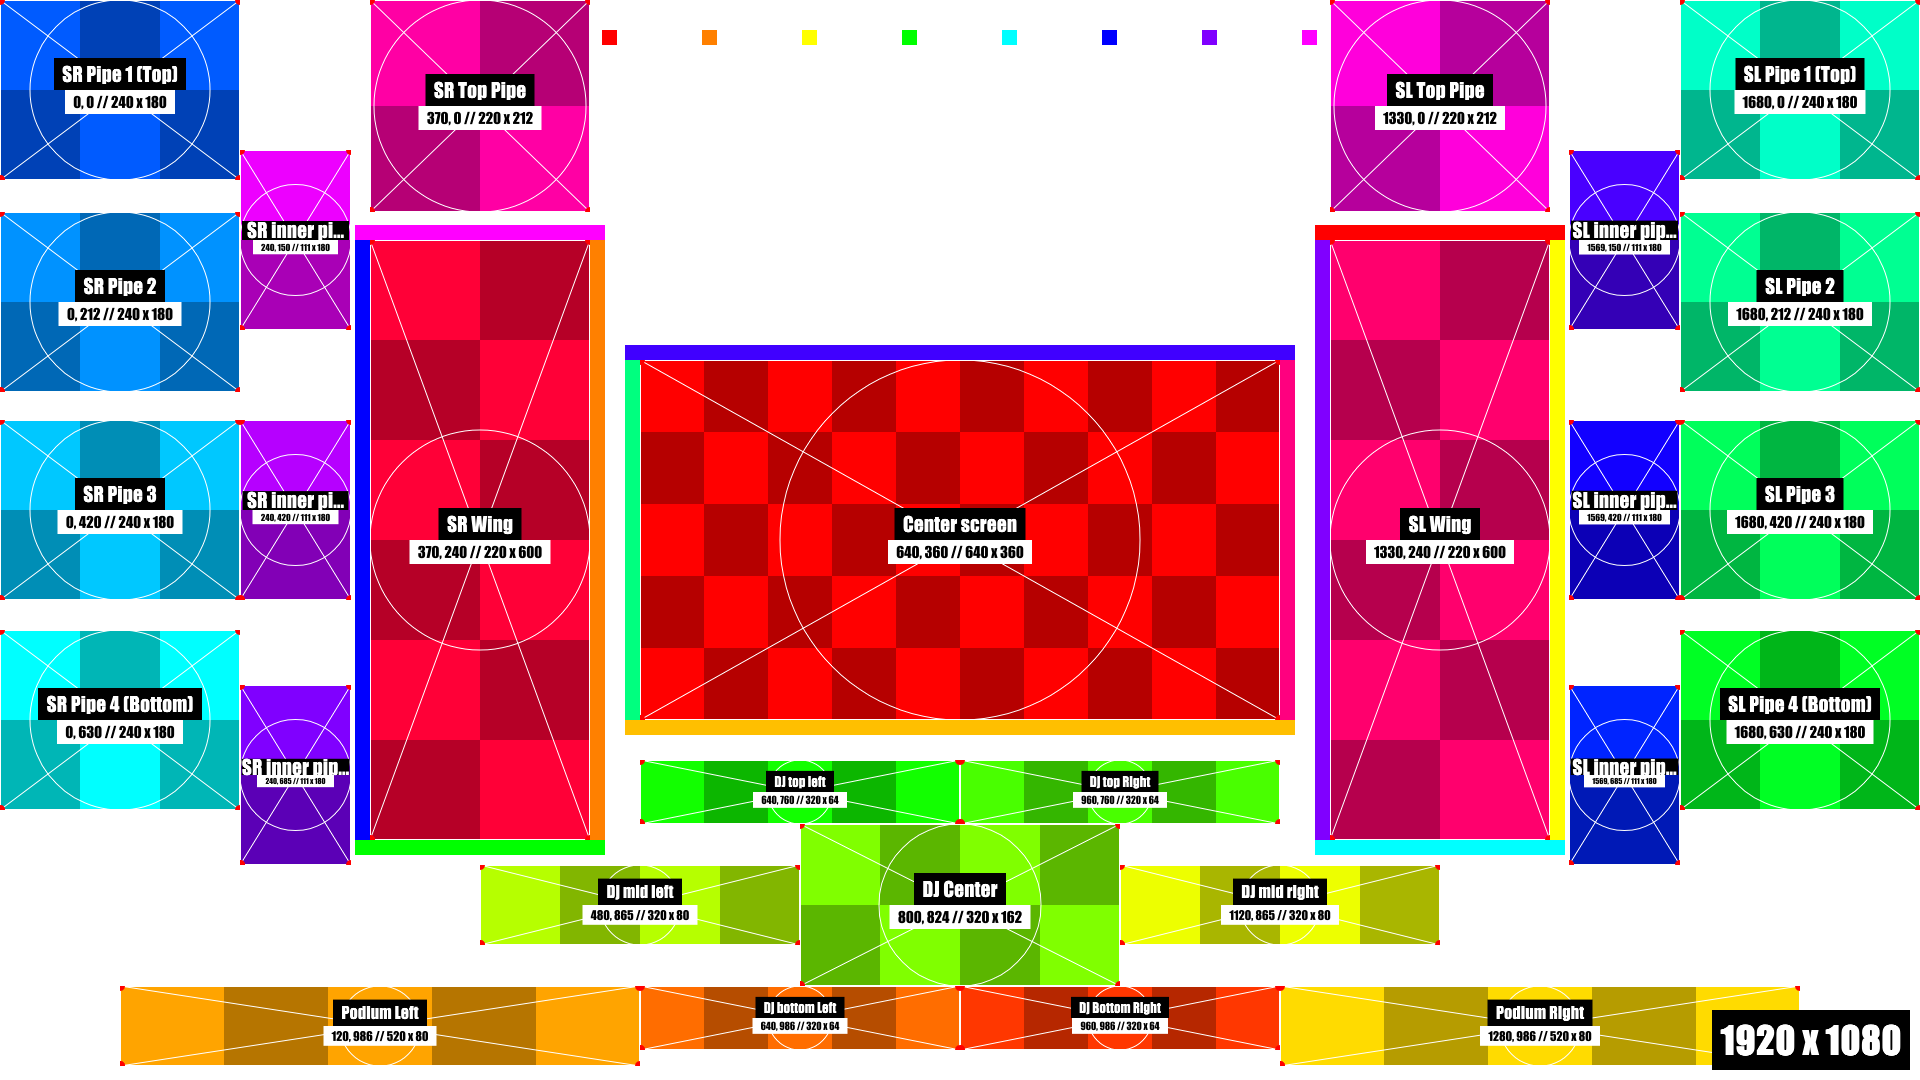 SR Pipe 1 (Top)
0, 0 // 240 x 180
SR Top Pipe
370, 0 // 220 x 212
SL Top Pipe
1330, 0 // 220 x 212
SL Pipe 1 (Top)
1680, 0 // 240 x 180
SR inner pi...
240, 150 // 111 x 180
SL inner pip...
1569, 150 // 111 x 180
SR Pipe 2
0, 212 // 240 x 180
SL Pipe 2
1680, 212 // 240 x 180
SR Pipe 3
0, 420 // 240 x 180
SR inner pi...
240, 420 // 111 x 180
SR Wing
370, 240 // 220 x 600
Center screen
640, 360 // 640 x 360
SL Wing
1330, 240 // 220 x 600
SL inner pip...
1569, 420 // 111 x 180
SL Pipe 3
1680, 420 // 240 x 180
SR Pipe 4 (Bottom)
0, 630 // 240 x 180
SR inner pip...
240, 685 // 111 x 180
SL inner pip...
1569, 685 // 111 x 180
SL Pipe 4 (Bottom)
1680, 630 // 240 x 180
DJ top left
640, 760 // 320 x 64
DJ top Right
960, 760 // 320 x 64
DJ mid left
480, 865 // 320 x 80
DJ Center
800, 824 // 320 x 162
DJ mid right
1120, 865 // 320 x 80
Podium Left
120, 986 // 520 x 80
DJ bottom Left
640, 986 // 320 x 64
DJ Bottom Right
960, 986 // 320 x 64
Podium Right
1280, 986 // 520 x 80
1920 x 1080